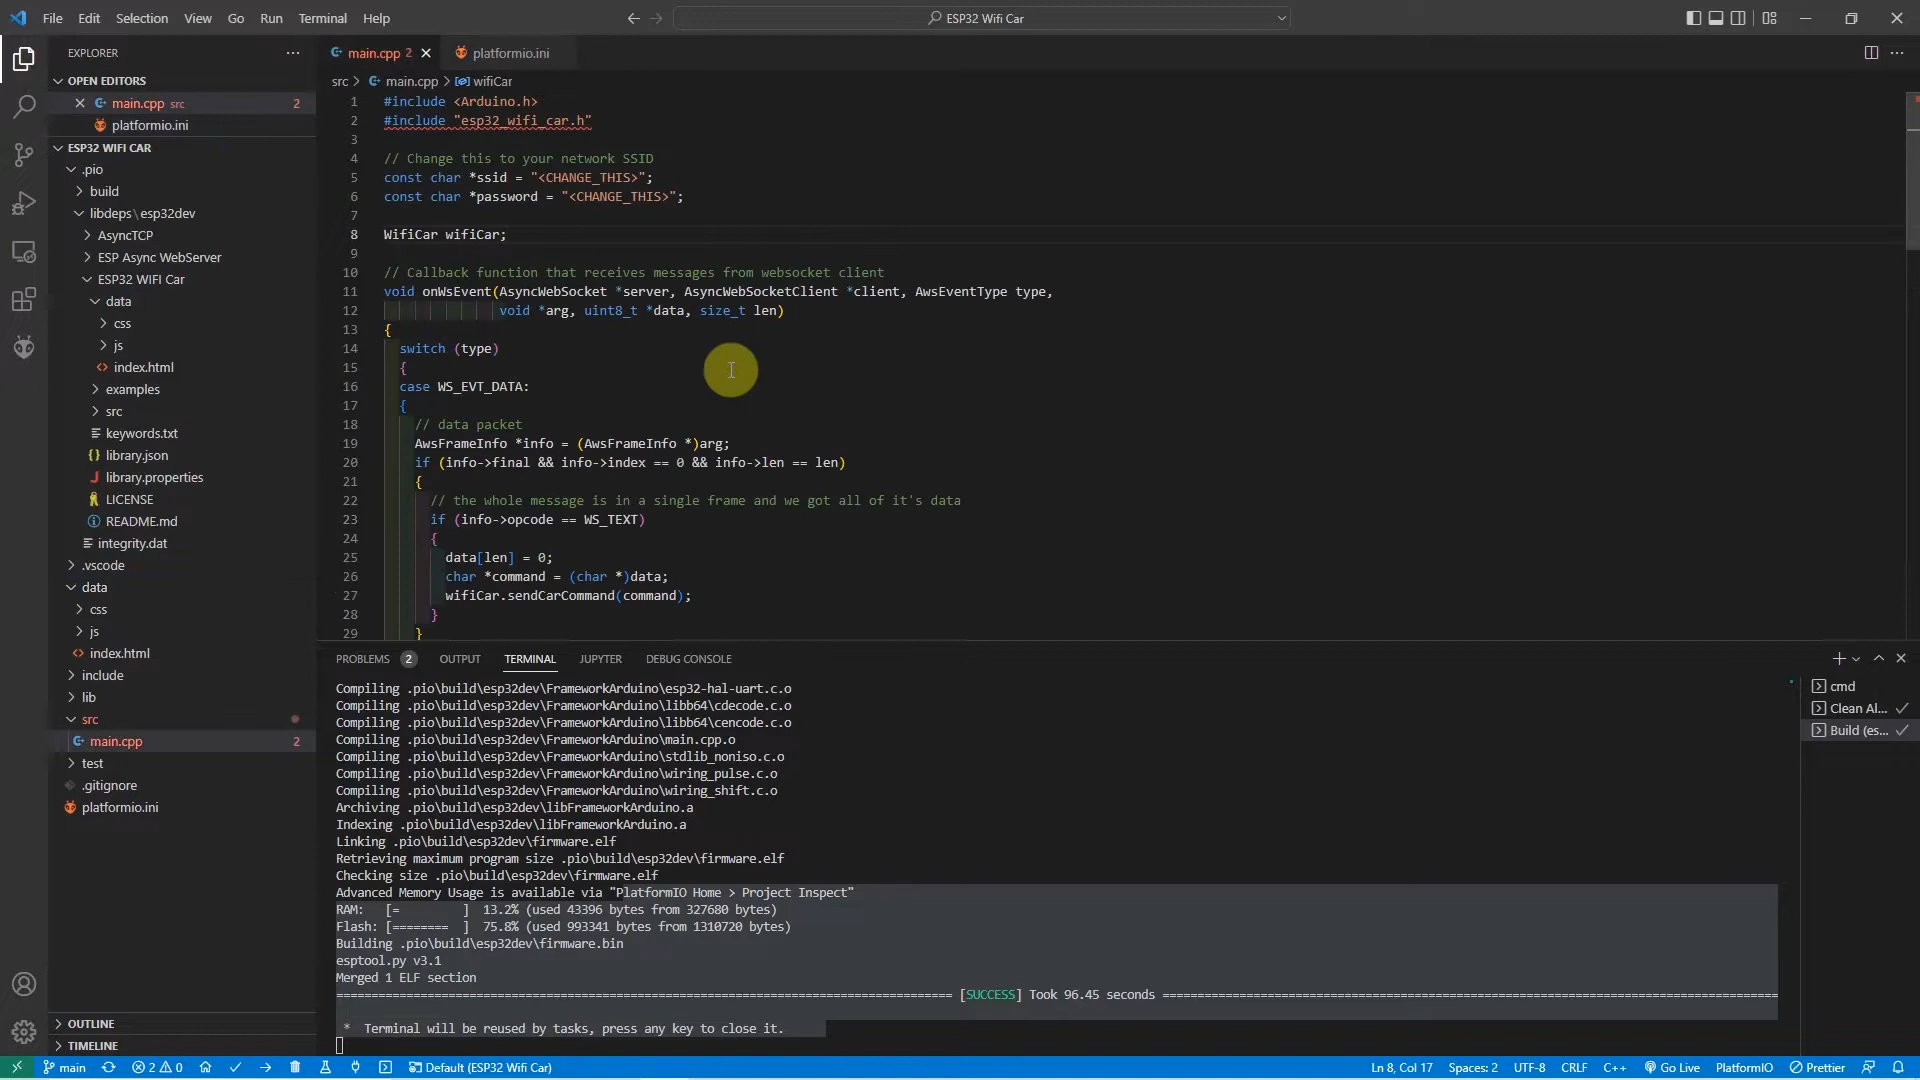 File Edit Selection View Go Run Terminal Help
ESP32 Wifi Car
EXPLORER
OPEN EDITORS
main.cpp src 2
platformio.ini
ESP32 WIFI CAR
.pio
build
libdeps\esp32dev
AsyncTCP
ESP Async WebServer
ESP32 WIFI Car
data
css
js
index.html
examples
src
keywords.txt
library.json
library.properties
LICENSE
README.md
integrity.dat
.vscode
data
css
js
index.html
include
lib
src
main.cpp 2
test
.gitignore
platformio.ini
OUTLINE
TIMELINE
main.cpp 2
platformio.ini
src > main.cpp > wifiCar
1 #include <Arduino.h>
2 #include "esp32_wifi_car.h"
3
4 // Change this to your network SSID
5 const char *ssid = "<CHANGE_THIS>";
6 const char *password = "<CHANGE_THIS>";
7
8 WifiCar wifiCar;
9
10 // Callback function that receives messages from websocket client
11 void onWsEvent(AsyncWebSocket *server, AsyncWebSocketClient *client, AwsEventType type,
12 void *arg, uint8_t *data, size_t len)
13 {
14 switch (type)
15 {
16 case WS_EVT_DATA:
17 {
18 // data packet
19 AwsFrameInfo *info = (AwsFrameInfo *)arg;
20 if (info->final && info->index == 0 && info->len == len)
21 {
22 // the whole message is in a single frame and we got all of it's data
23 if (info->opcode == WS_TEXT)
24 {
25 data[len] = 0;
26 char *command = (char *)data;
27 wifiCar.sendCarCommand(command);
28 }
29 }
PROBLEMS 2 OUTPUT TERMINAL JUPYTER DEBUG CONSOLE
Compiling .pio\build\esp32dev\FrameworkArduino\esp32-hal-uart.c.o
Compiling .pio\build\esp32dev\FrameworkArduino\libb64\cdecode.c.o
Compiling .pio\build\esp32dev\FrameworkArduino\libb64\cencode.c.o
Compiling .pio\build\esp32dev\FrameworkArduino\main.cpp.o
Compiling .pio\build\esp32dev\FrameworkArduino\stdlib_noniso.c.o
Compiling .pio\build\esp32dev\FrameworkArduino\wiring_pulse.c.o
Compiling .pio\build\esp32dev\FrameworkArduino\wiring_shift.c.o
Archiving .pio\build\esp32dev\libFrameworkArduino.a
Indexing .pio\build\esp32dev\libFrameworkArduino.a
Linking .pio\build\esp32dev\firmware.elf
Retrieving maximum program size .pio\build\esp32dev\firmware.elf
Checking size .pio\build\esp32dev\firmware.elf
Advanced Memory Usage is available via "PlatformIO Home > Project Inspect"
RAM: [= ] 13.2% (used 43396 bytes from 327680 bytes)
Flash: [======== ] 75.8% (used 993341 bytes from 1310720 bytes)
Building .pio\build\esp32dev\firmware.bin
esptool.py v3.1
Merged 1 ELF section
[SUCCESS] Took 96.45 seconds
* Terminal will be reused by tasks, press any key to close it.
cmd
Clean Al...
Build (es...
main 2 0 Default (ESP32 Wifi Car) Ln 8, Col 17 Spaces: 2 UTF-8 CRLF C++ Go Live PlatformIO Prettier